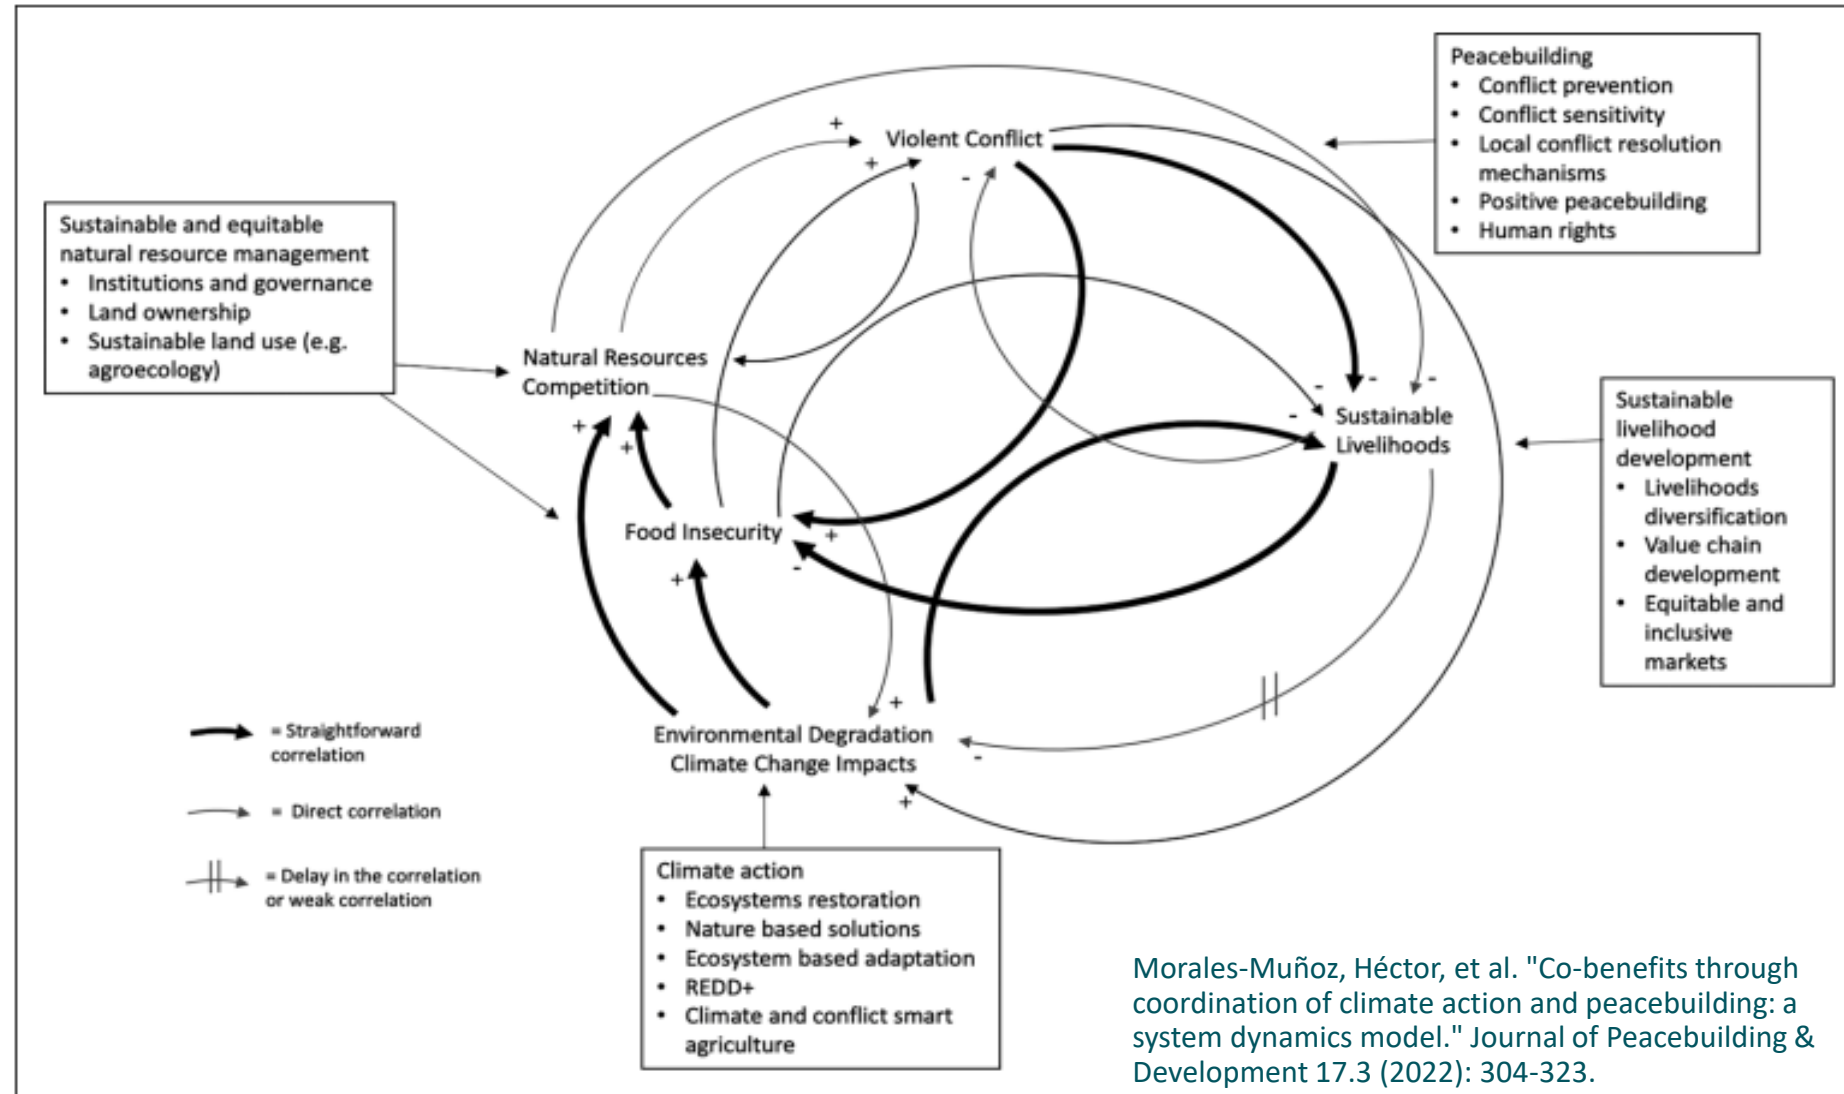 Peacebuilding
• Conflict prevention
• Conflict sensitivity
• Local conflict resolution
mechanisms
• Positive peacebuilding
• Human rights
+
Violent Conflict
+
-
Sustainable and equitable
natural resource management
• Institutions and governance
• Land ownership
• Sustainable land use (e.g.
agroecology)
Natural Resources
Competition
+
+
-
-
-
-
Sustainable
Livelihoods
Sustainable
livelihood
development
• Livelihoods
diversification
• Value chain
development
• Equitable and
inclusive
markets
Food Insecurity
+
-
+
+
Environmental Degradation
Climate Change Impacts
-
+
= Straightforward
correlation
= Direct correlation
= Delay in the correlation
or weak correlation
Climate action
• Ecosystems restoration
• Nature based solutions
• Ecosystem based adaptation
• REDD+
• Climate and conflict smart
agriculture
Morales-Muñoz, Héctor, et al. "Co-benefits through
coordination of climate action and peacebuilding: a
system dynamics model." Journal of Peacebuilding &
Development 17.3 (2022): 304-323.